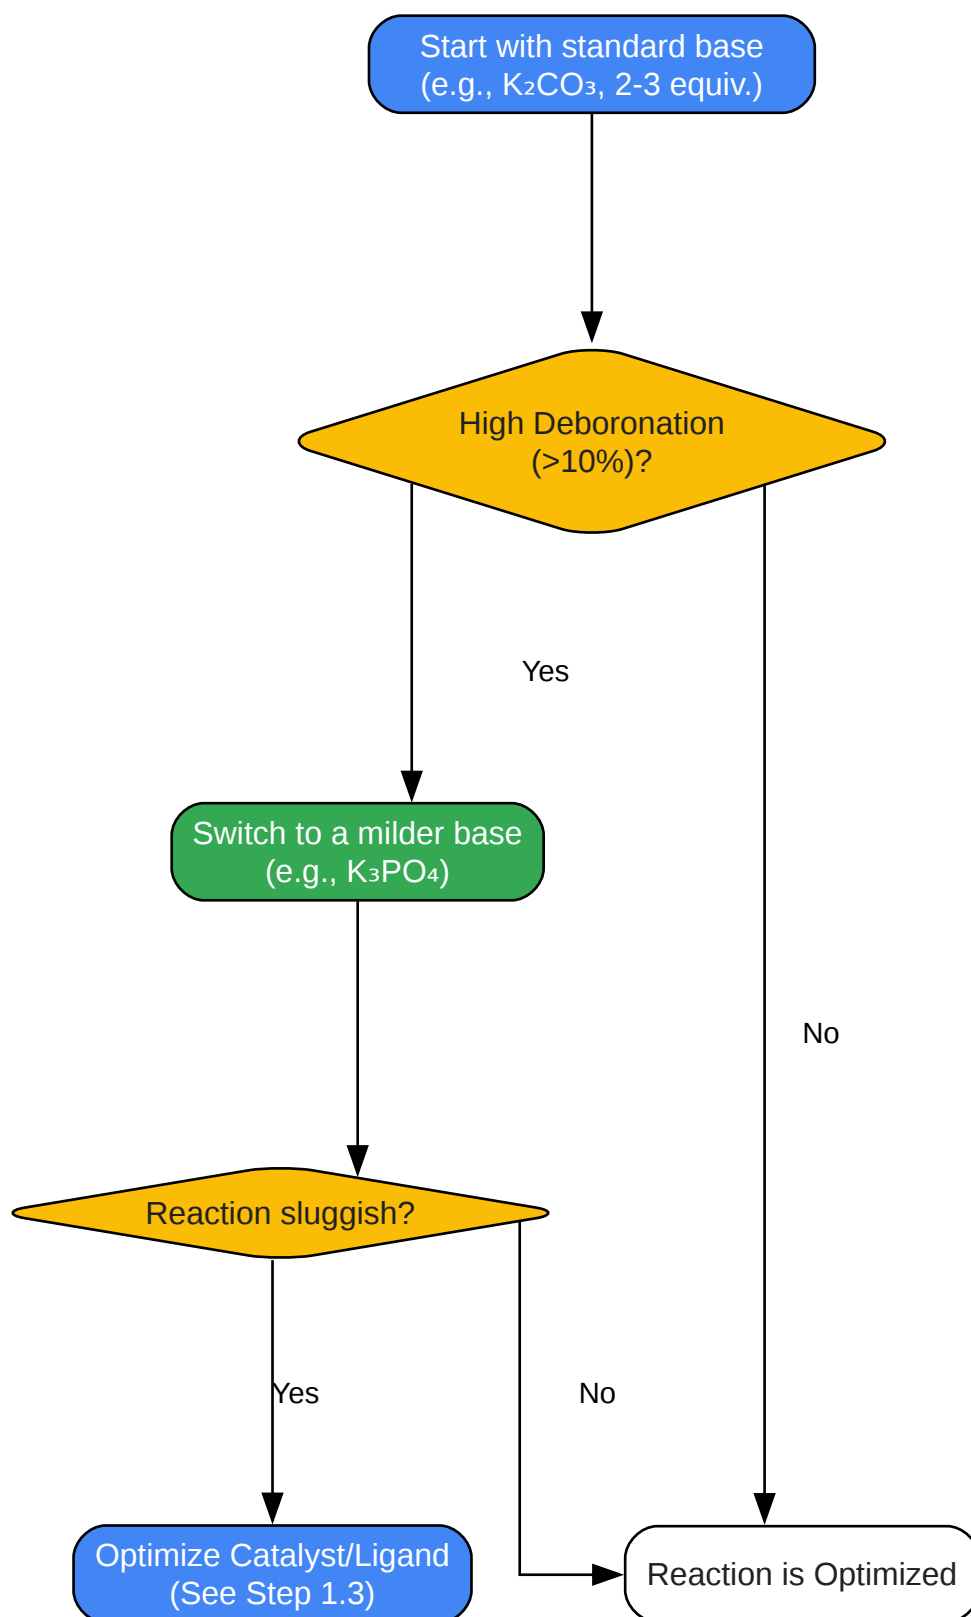 Start with standard base
(e.g., K₂CO₃, 2-3 equiv.)
High Deboronation
(>10%)?
Yes
Switch to a milder base
(e.g., K₃PO₄)
No
Reaction sluggish?
Yes
No
Optimize Catalyst/Ligand
(See Step 1.3)
Reaction is Optimized